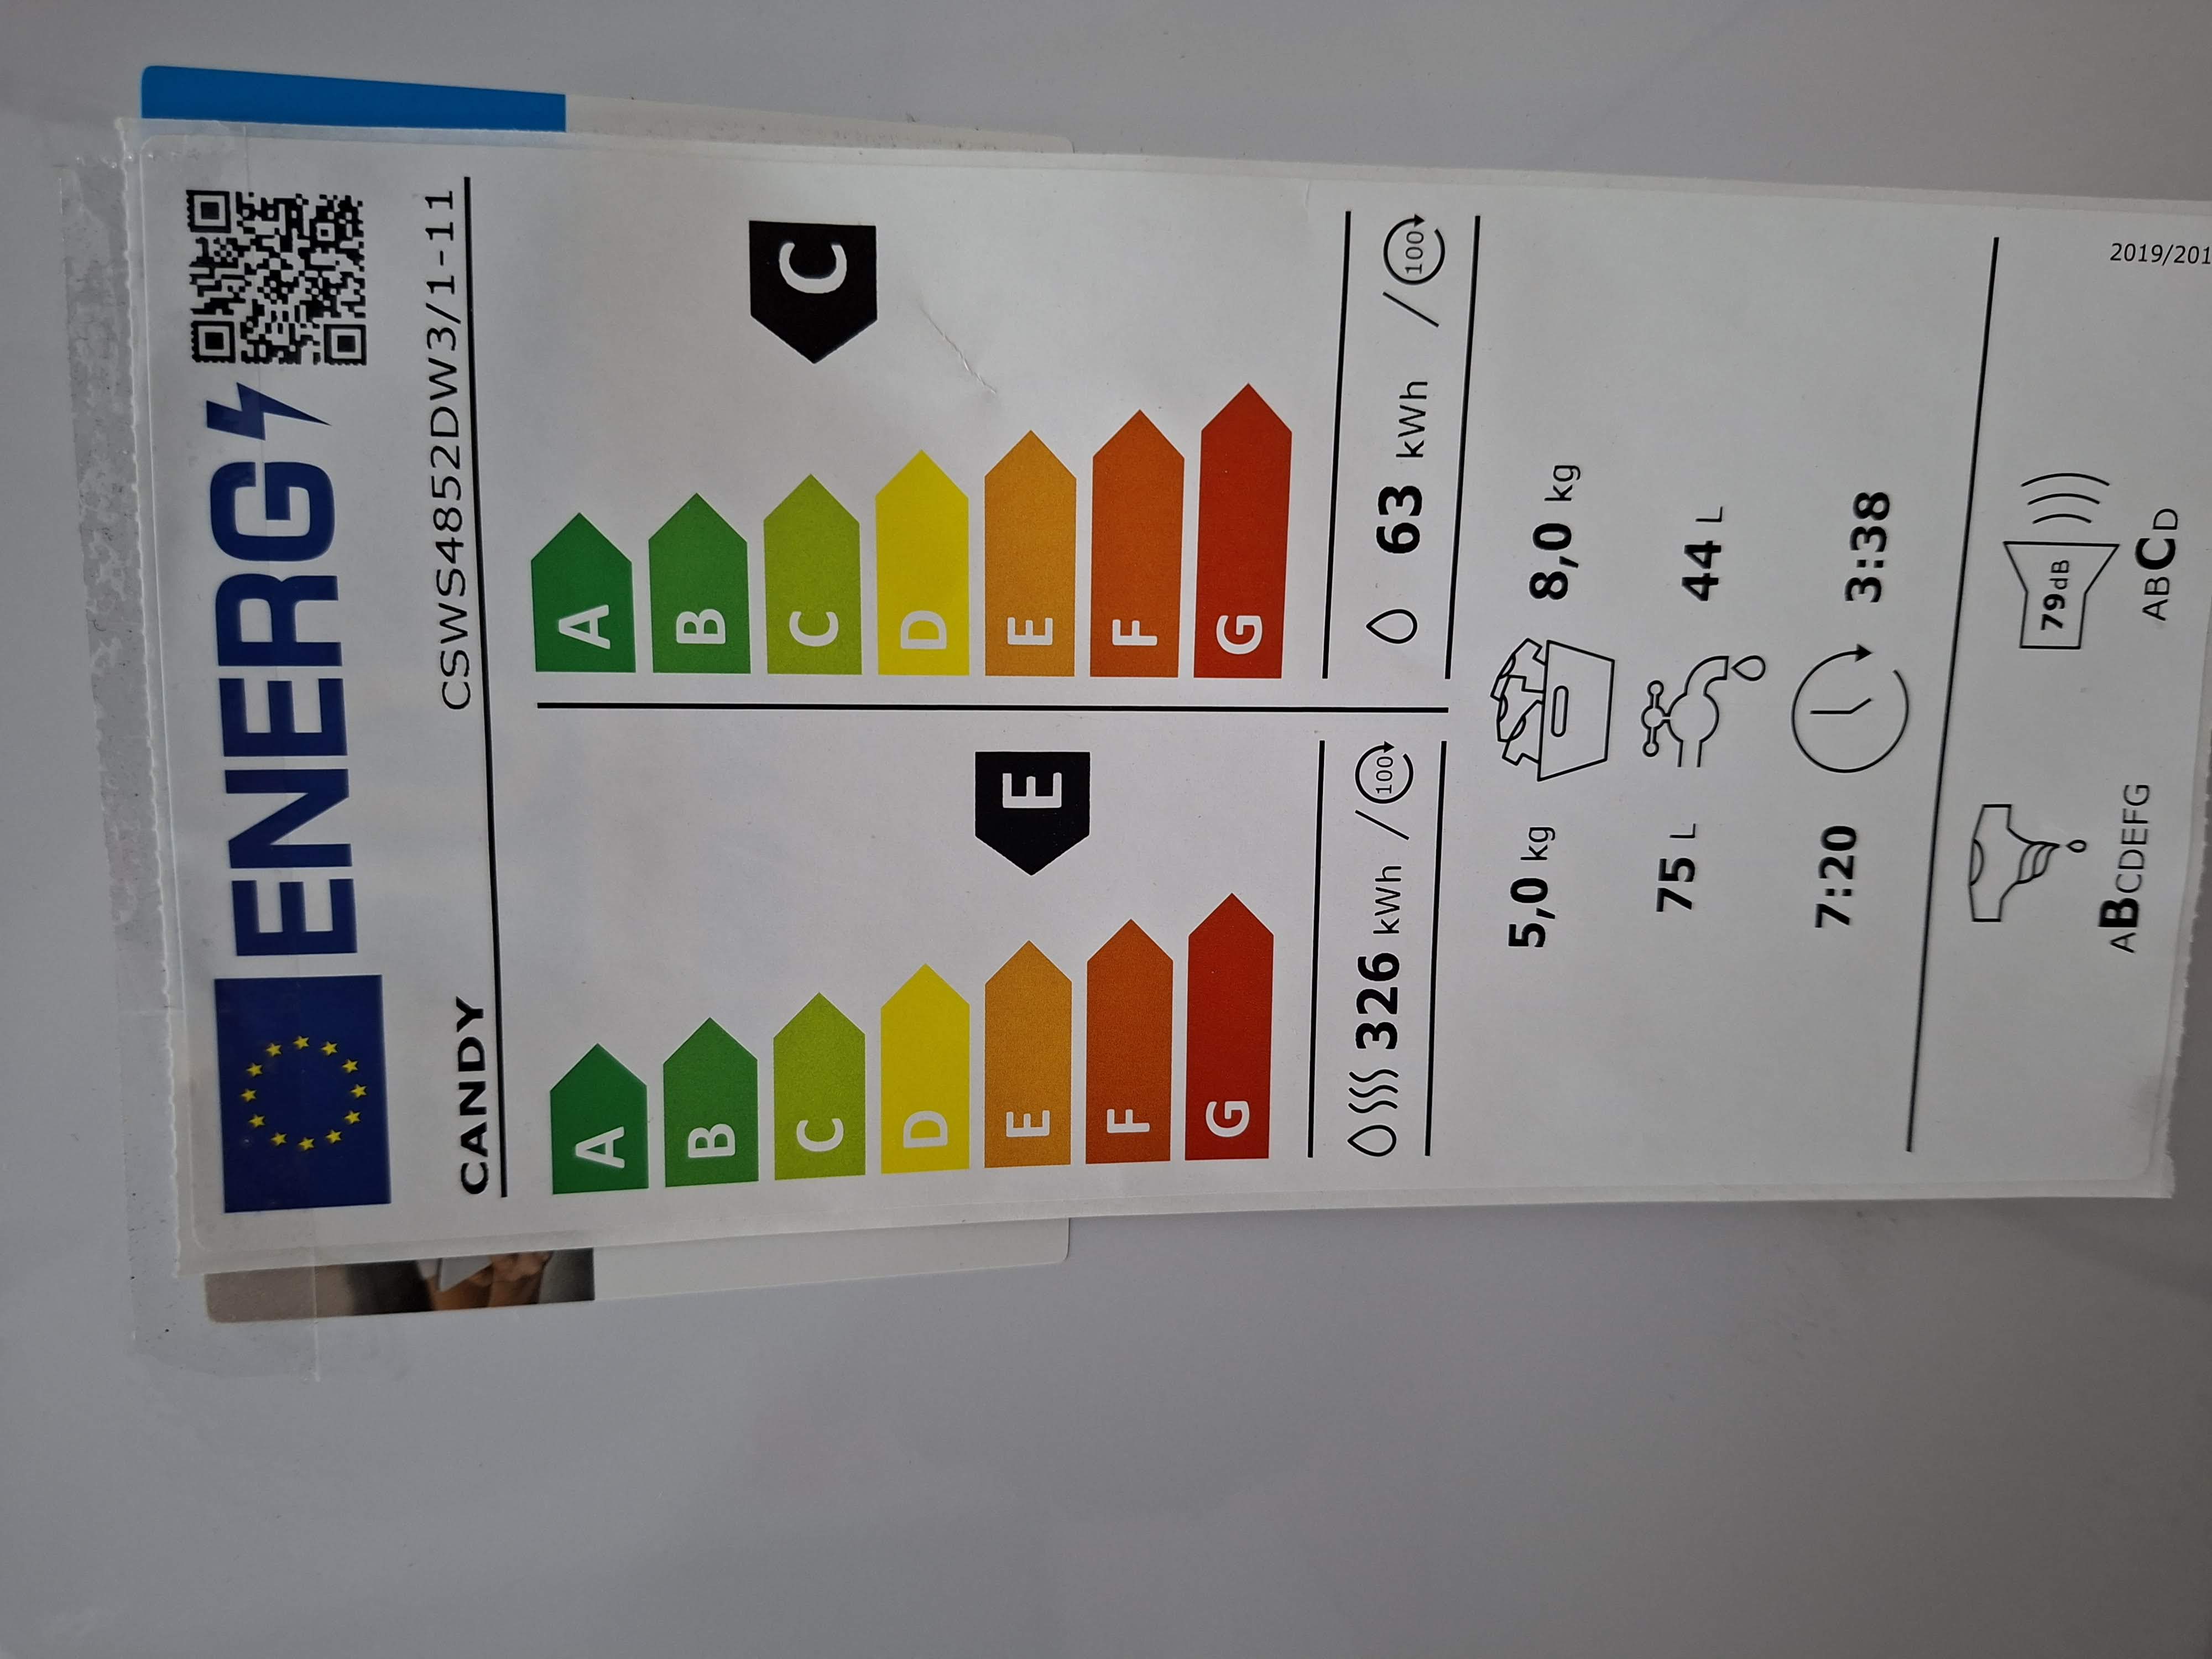 ENERG
CANDY CSWS4852DW3/1-11
A A
B B
C C C
D D
E E E
F F
G G
326 kWh / 100 63 kWh / 100
5,0 kg 8,0 kg
75 L 44 L
7:20 3:38
79dB
ABCDEFG ABCD
2019/201